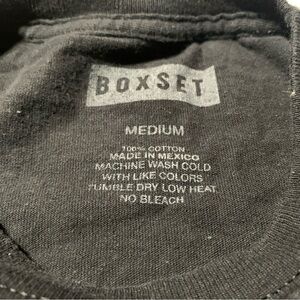 BOXSET
MEDIUM
100% COTTON
MADE IN MEXICO
MACHINE WASH COLD
WITH LIKE COLORS
TUMBLE DRY LOW HEAT
NO BLEACH